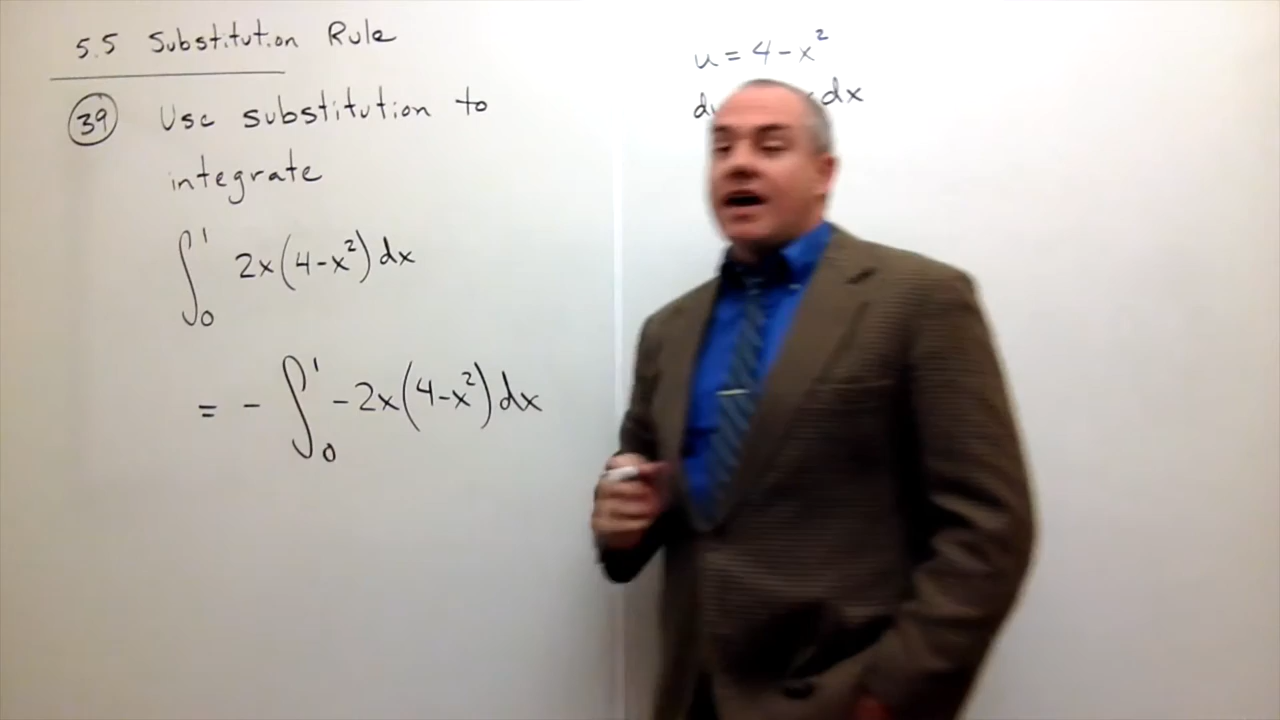 5.5 Substitution Rule
39 Use substitution to
integrate
∫₀¹ 2x(4-x²)dx
= - ∫₀¹ -2x(4-x²)dx
u = 4-x²
dx